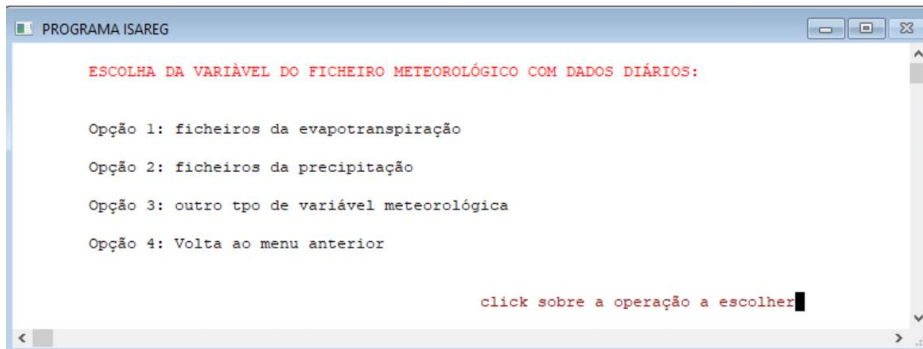 PROGRAMA ISAREG
ESCOLHA DA VARIÀVEL DO FICHEIRO METEOROLÓGICO COM DADOS DIÁRIOS:
Opção 1: ficheiros da evapotranspiração
Opção 2: ficheiros da precipitação
Opção 3: outro tpo de variável meteorológica
Opção 4: Volta ao menu anterior
click sobre a operação a escolher